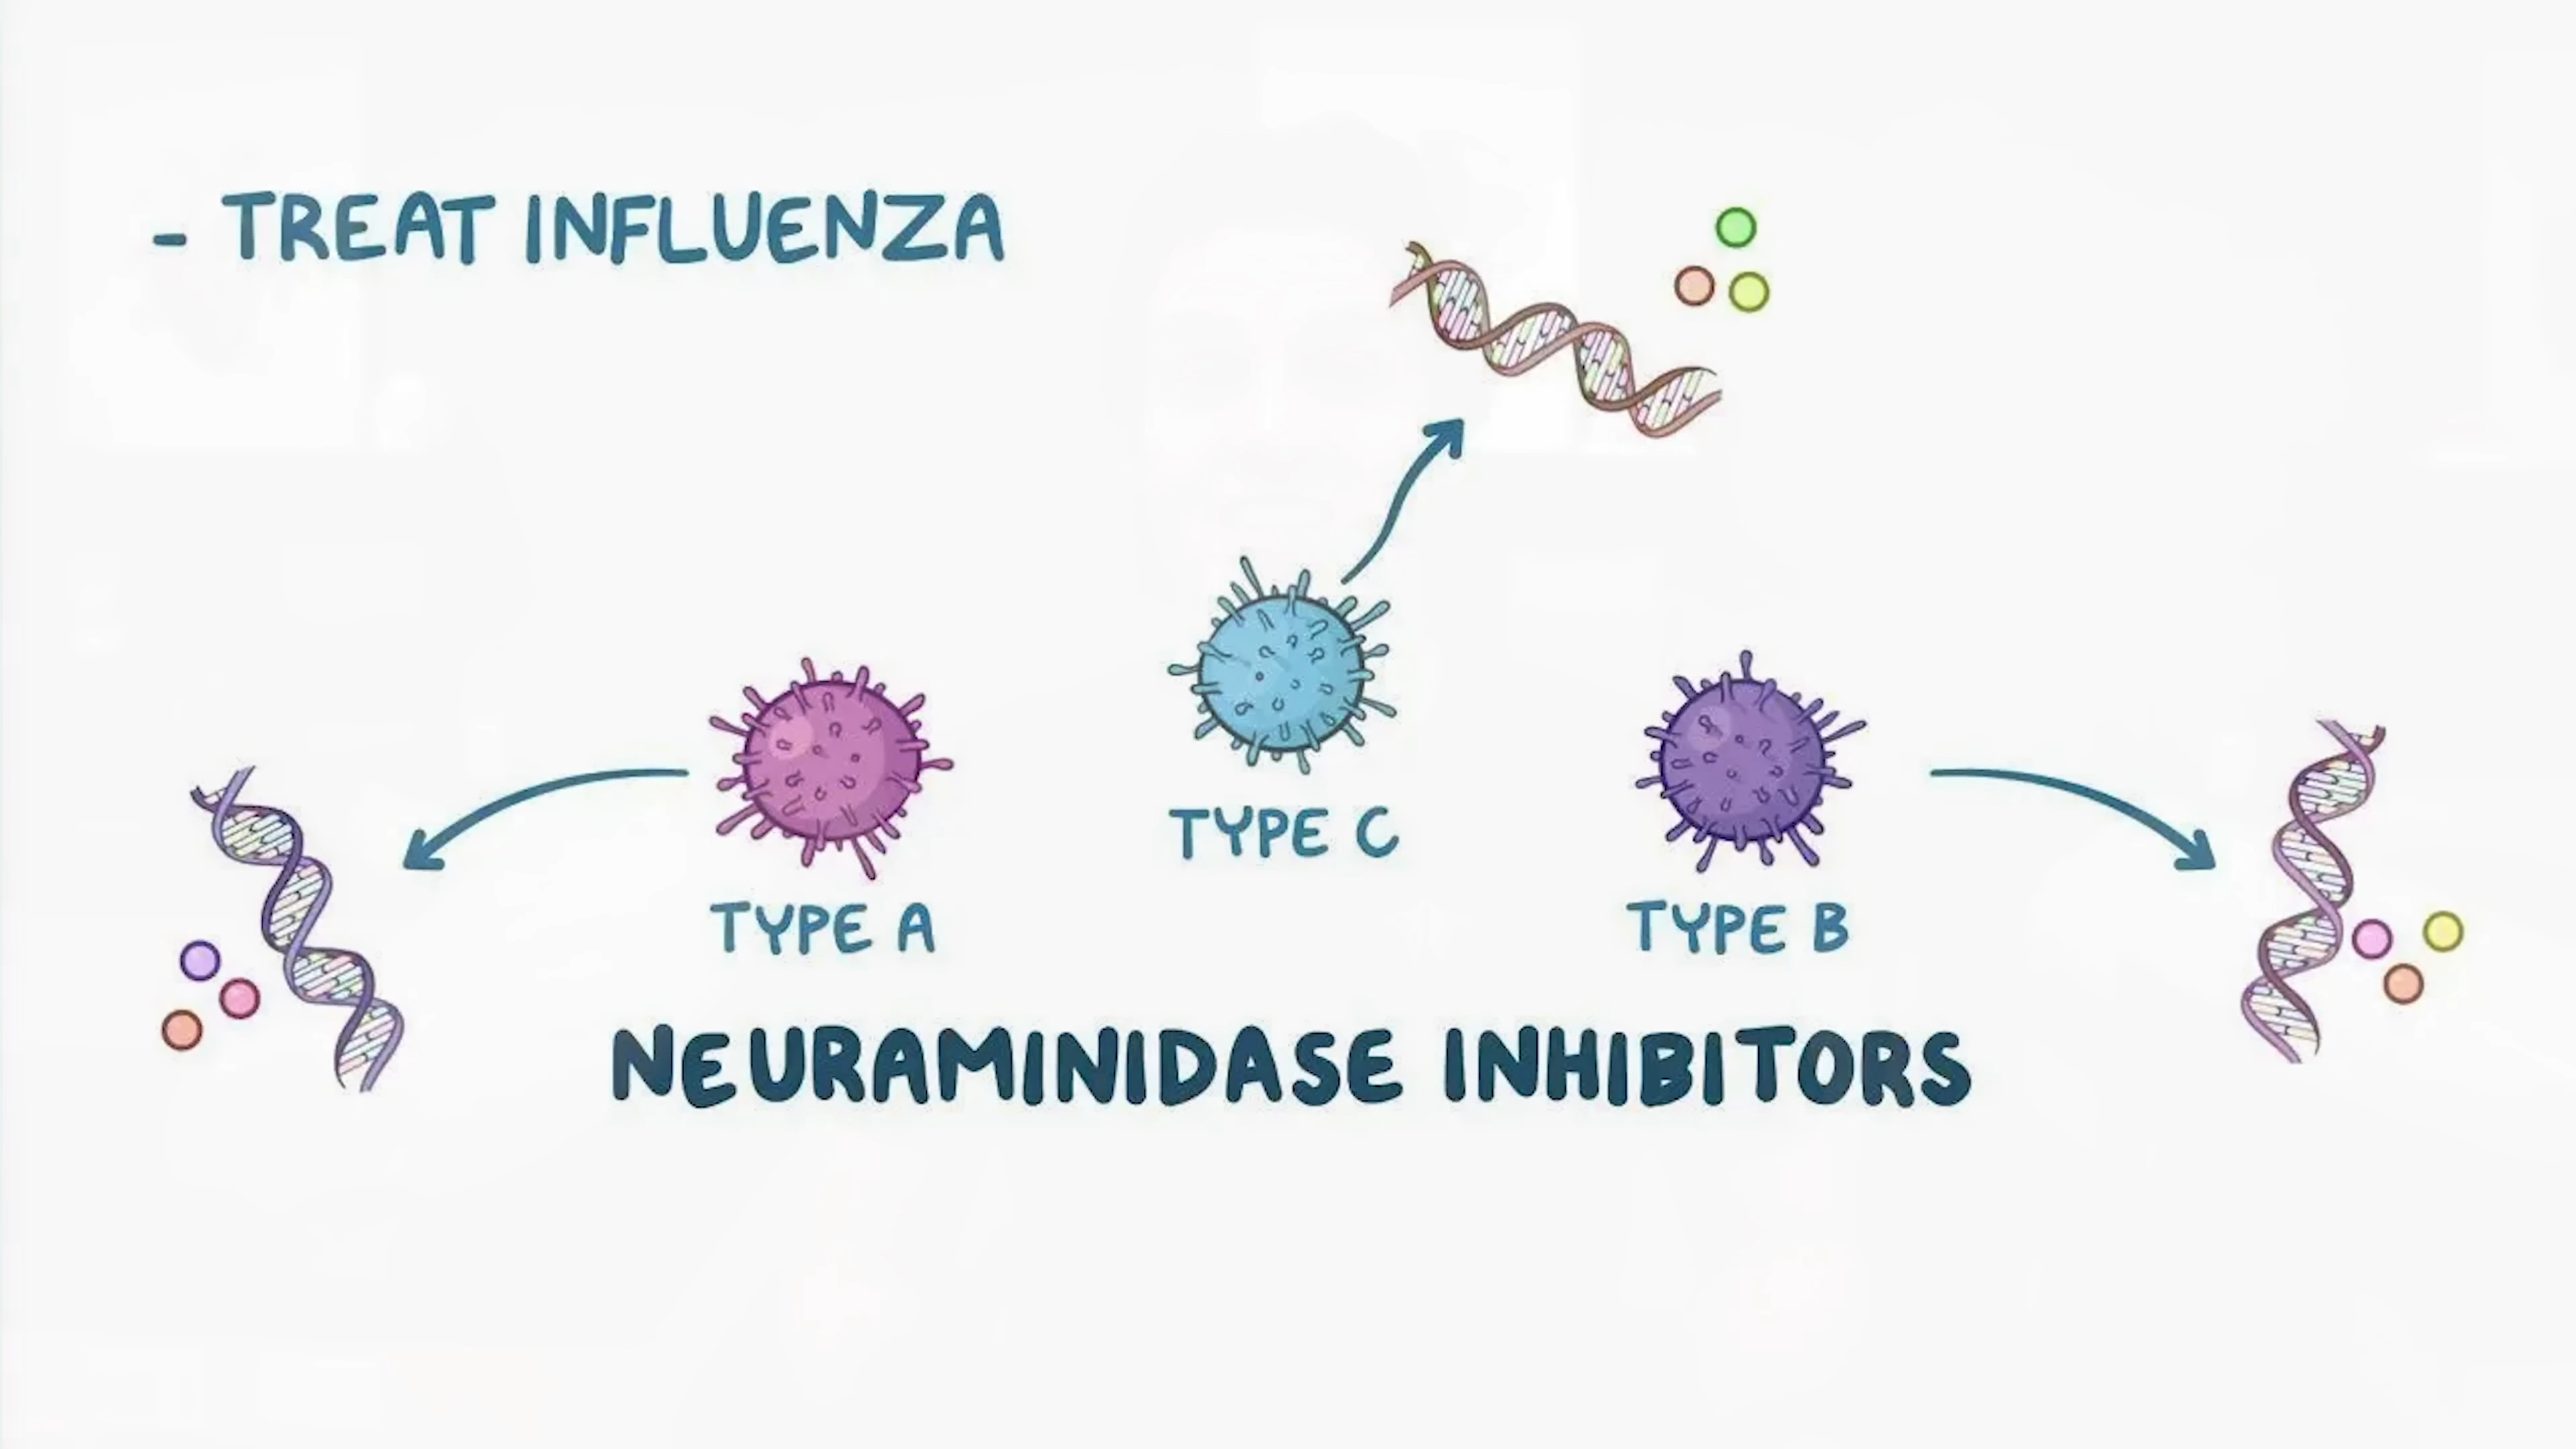 - TREAT INFLUENZA
TYPE C
TYPE A
TYPE B
NEURAMINIDASE INHIBITORS